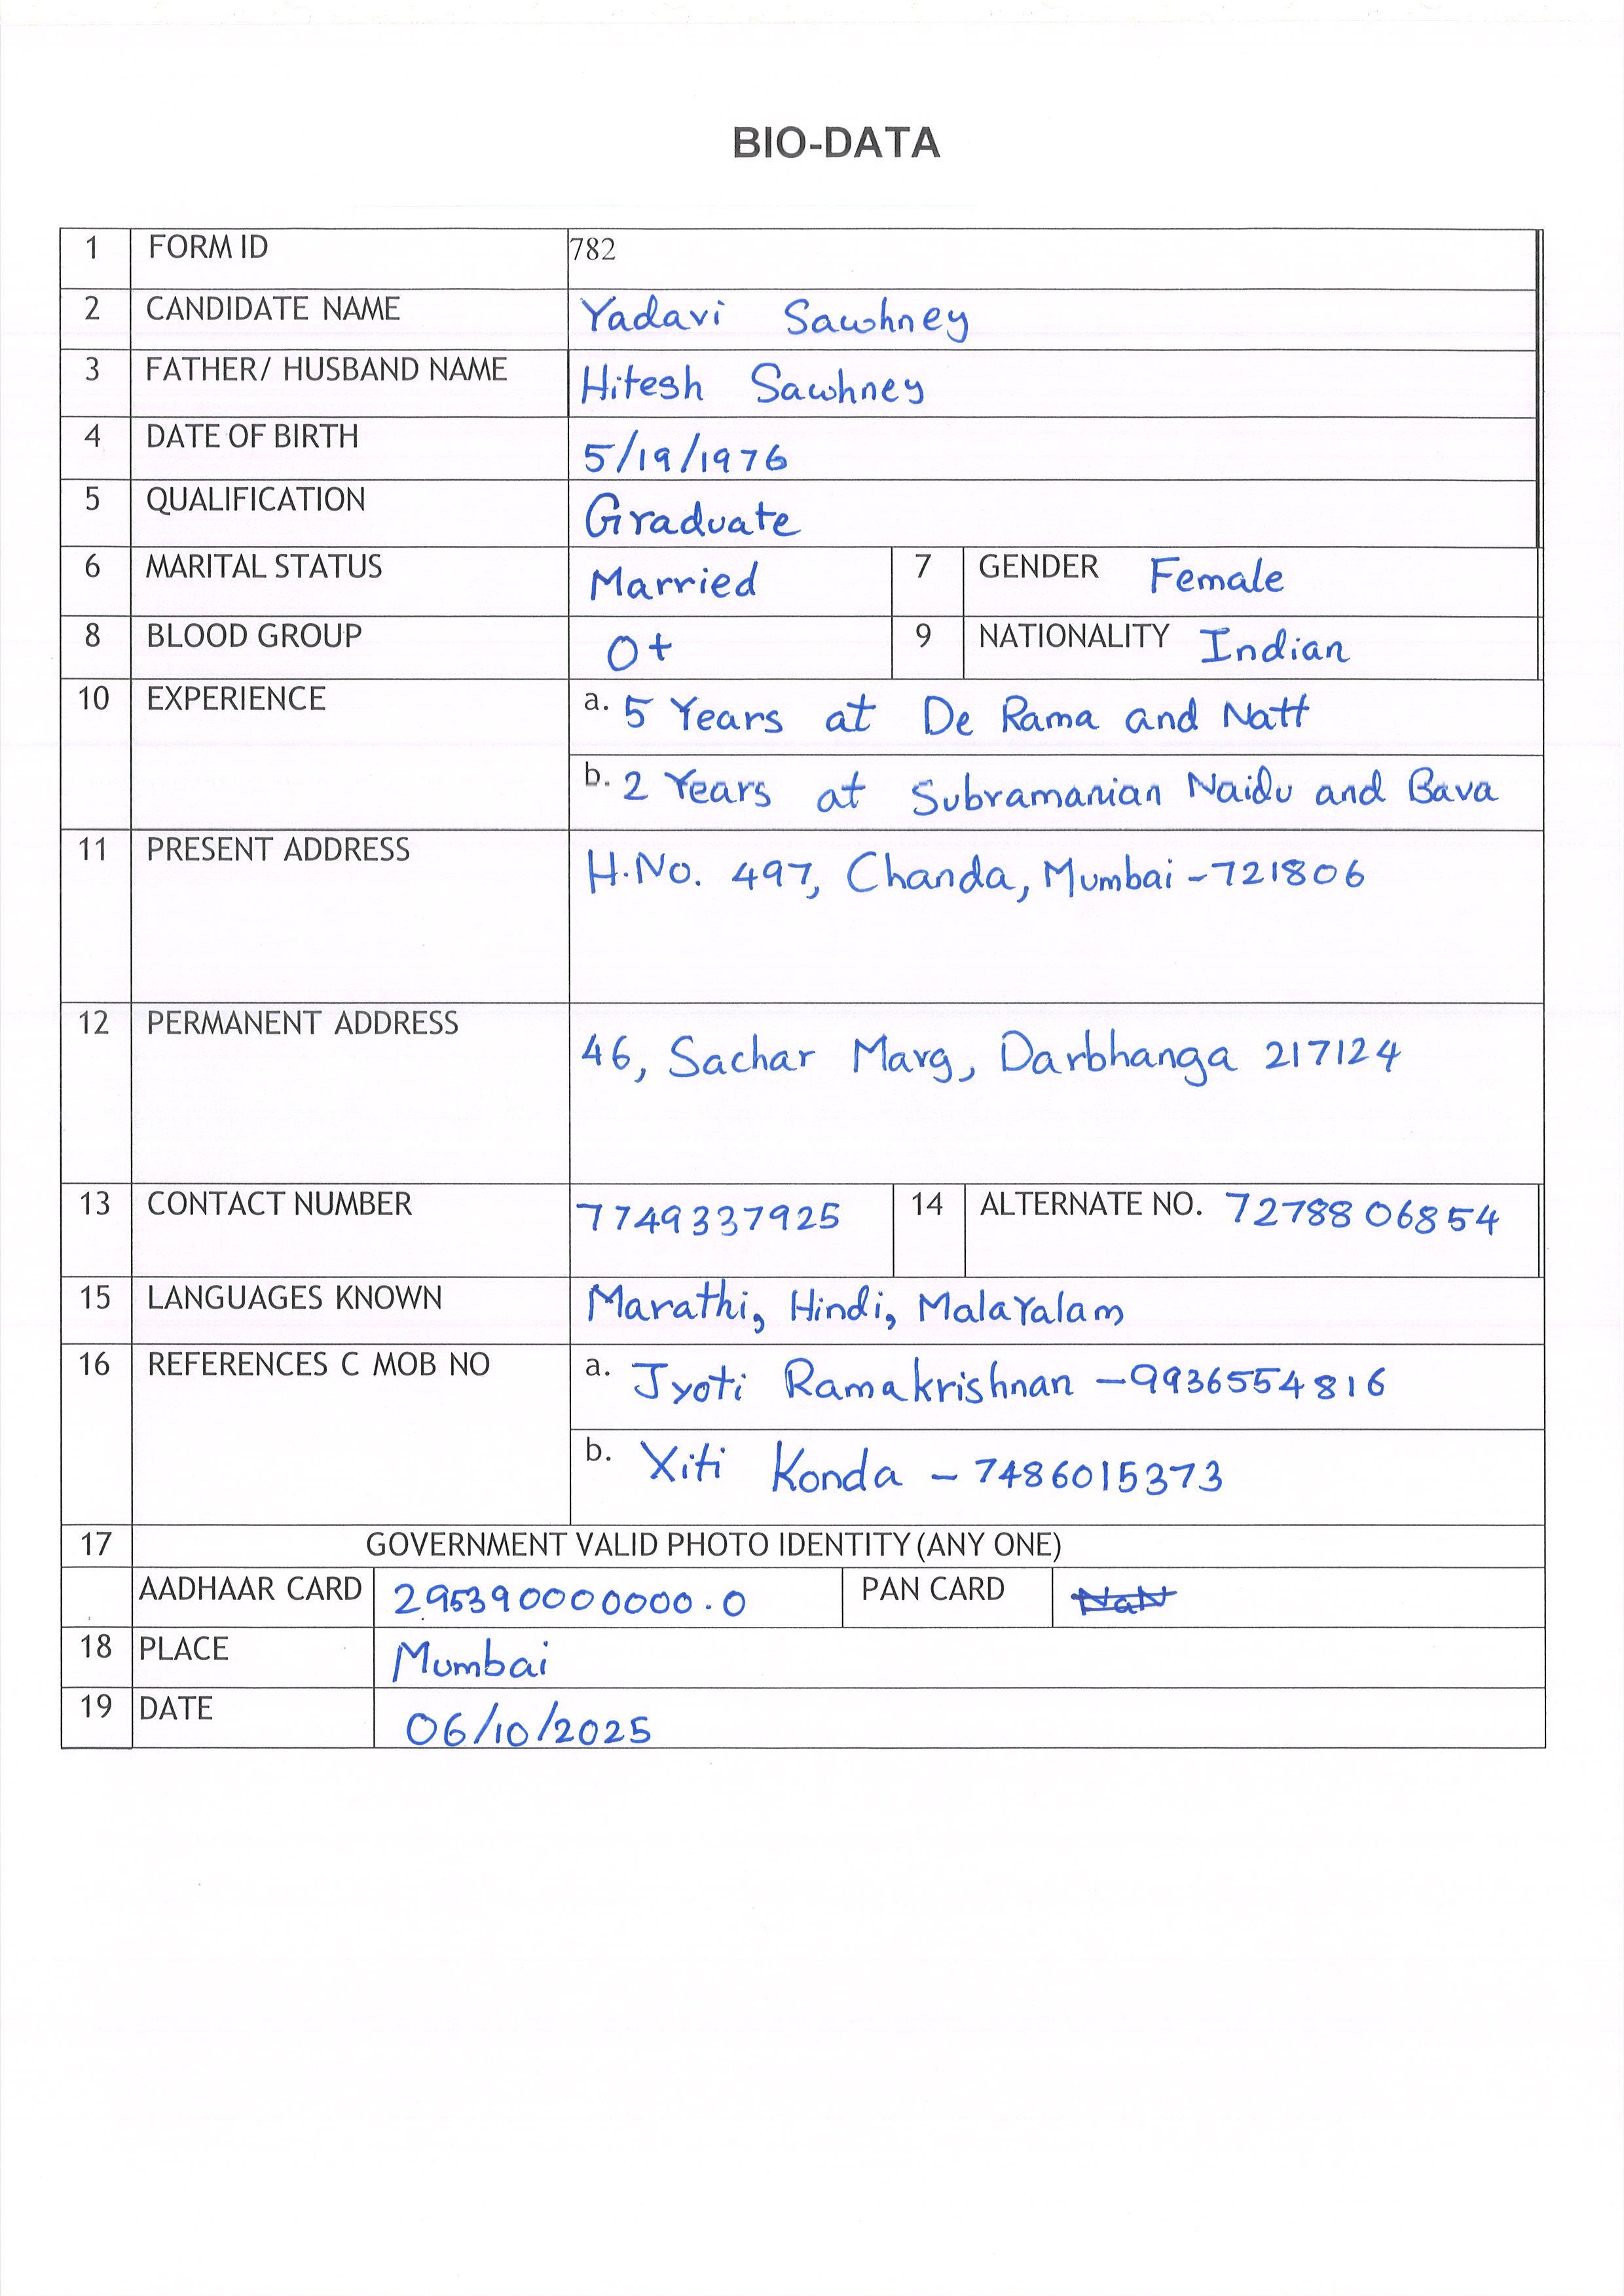 BIO-DATA
1 FORM ID 782
2 CANDIDATE NAME Yadavi Sawhney
3 FATHER/ HUSBAND NAME Hitesh Sawhney
4 DATE OF BIRTH 5/19/1976
5 QUALIFICATION Graduate
6 MARITAL STATUS Married 7 GENDER Female
8 BLOOD GROUP O+ 9 NATIONALITY Indian
10 EXPERIENCE a. 5 Years at De Rama and Natt
b. 2 Years at Subramanian Naidu and Bava
11 PRESENT ADDRESS H.No. 497, Chanda, Mumbai -721806
12 PERMANENT ADDRESS 46, Sachar Marg, Darbhanga 217124
13 CONTACT NUMBER 7749337925 14 ALTERNATE NO. 7278806854
15 LANGUAGES KNOWN Marathi, Hindi, Malayalam
16 REFERENCES C MOB NO a. Jyoti Ramakrishnan -9936554816
b. Xiti Konda - 7486015373
17 GOVERNMENT VALID PHOTO IDENTITY (ANY ONE)
AADHAAR CARD 295390000000.0 PAN CARD NaN
18 PLACE Mumbai
19 DATE 06/10/2025